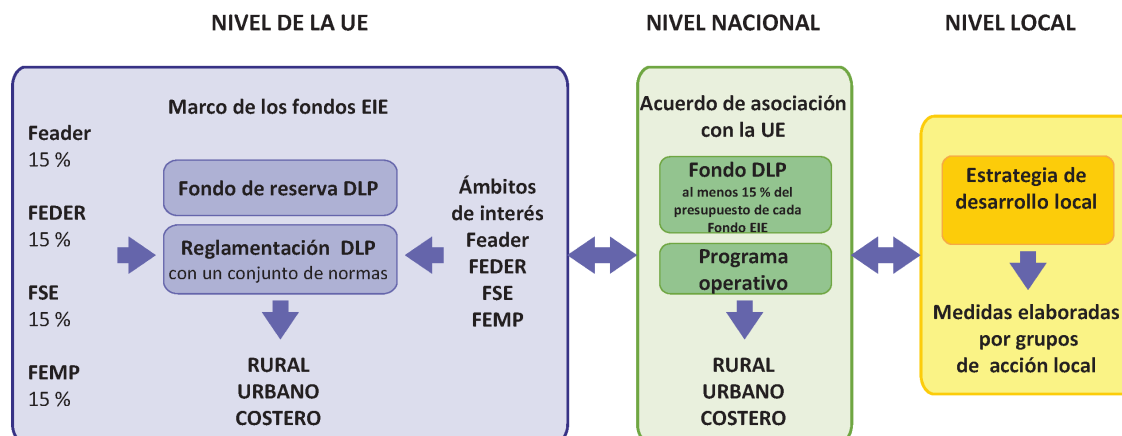 NIVEL DE LA UE
Marco de los fondos EIE
Feader
15 %
FEDER
15 %
FSE
15 %
FEMP
15 %
Fondo de reserva DLP
Reglamentación DLP
con un conjunto de normas
Ámbitos
de interés
Feader
FEDER
FSE
FEMP
RURAL
URBANO
COSTERO
NIVEL NACIONAL
Acuerdo de asociación
con la UE
Fondo DLP
al menos 15 % del
presupuesto de cada
Fondo EIE
Programa
operativo
RURAL
URBANO
COSTERO
NIVEL LOCAL
Estrategia de
desarrollo local
Medidas elaboradas
por grupos
de acción local